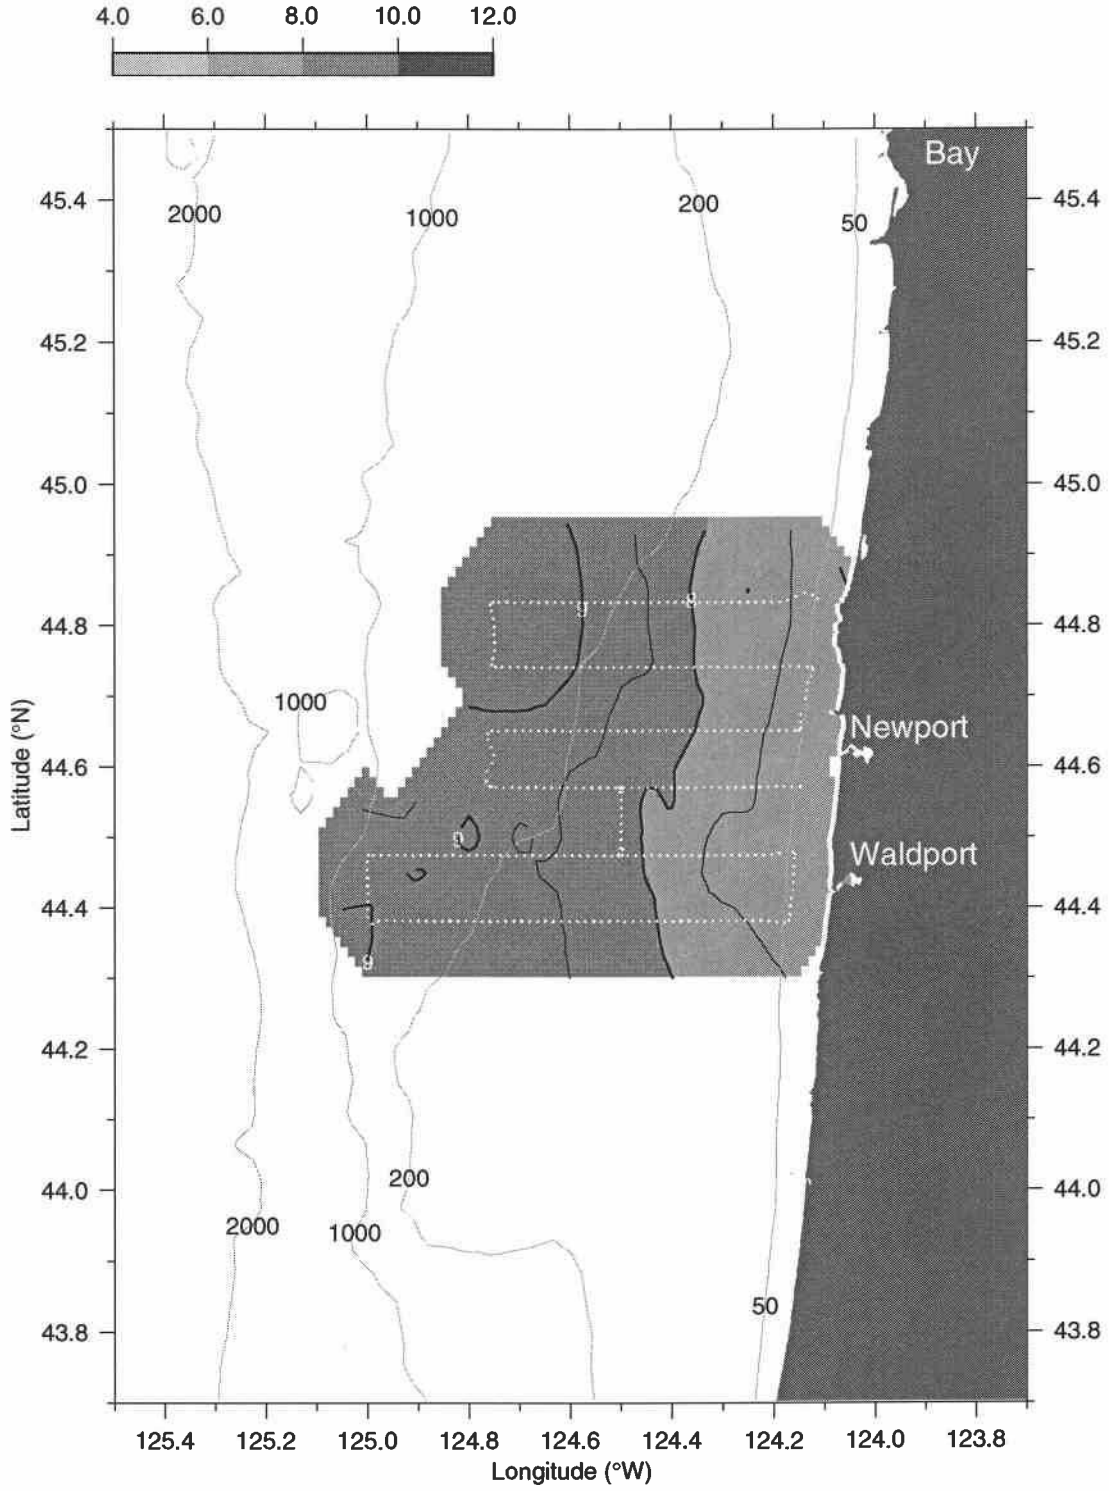 4.0 6.0 8.0 10.0 12.0
Bay
45.4 2000 1000 200 50 45.4
45.2 45.2
45.0 45.0
44.8 9 8 44.8
1000
Newport
44.6 44.6
9 Waldport
44.4 44.4
9
44.2 44.2
44.0 200 44.0
2000 1000
50
43.8 43.8
125.4 125.2 125.0 124.8 124.6 124.4 124.2 124.0 123.8
Longitude (°W)
Latitude (°N)